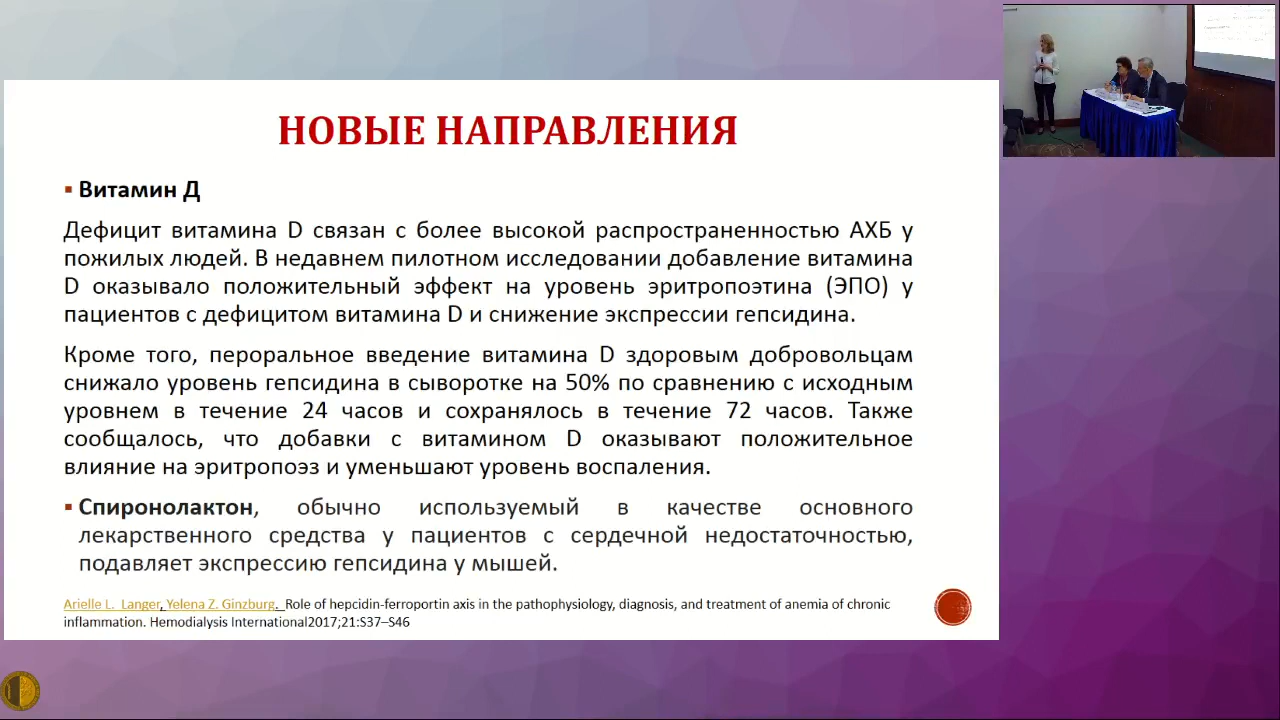 НОВЫЕ НАПРАВЛЕНИЯ
▪ Витамин Д
Дефицит витамина D связан с более высокой распространенностью АХБ у
пожилых людей. В недавнем пилотном исследовании добавление витамина
D оказывало положительный эффект на уровень эритропоэтина (ЭПО) у
пациентов с дефицитом витамина D и снижение экспрессии гепсидина.
Кроме того, пероральное введение витамина D здоровым добровольцам
снижало уровень гепсидина в сыворотке на 50% по сравнению с исходным
уровнем в течение 24 часов и сохранялось в течение 72 часов. Также
сообщалось, что добавки с витамином D оказывают положительное
влияние на эритропоэз и уменьшают уровень воспаления.
▪ Спиронолактон, обычно используемый в качестве основного
лекарственного средства у пациентов с сердечной недостаточностью,
подавляет экспрессию гепсидина у мышей.
Arielle L. Langer, Yelena Z. Ginzburg. Role of hepcidin-ferroportin axis in the pathophysiology, diagnosis, and treatment of anemia of chronic
inflammation. Hemodialysis International2017;21:S37–S46